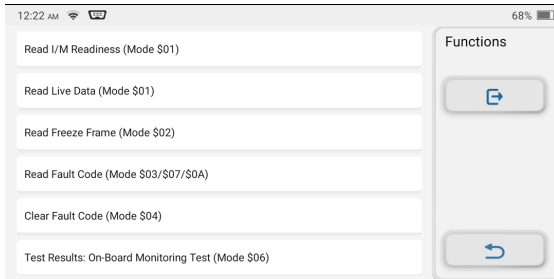 12:22 AM
68%
Functions
Read I/M Readiness (Mode $01)
Read Live Data (Mode $01)
Read Freeze Frame (Mode $02)
Read Fault Code (Mode $03/$07/$0A)
Clear Fault Code (Mode $04)
Test Results: On-Board Monitoring Test (Mode $06)